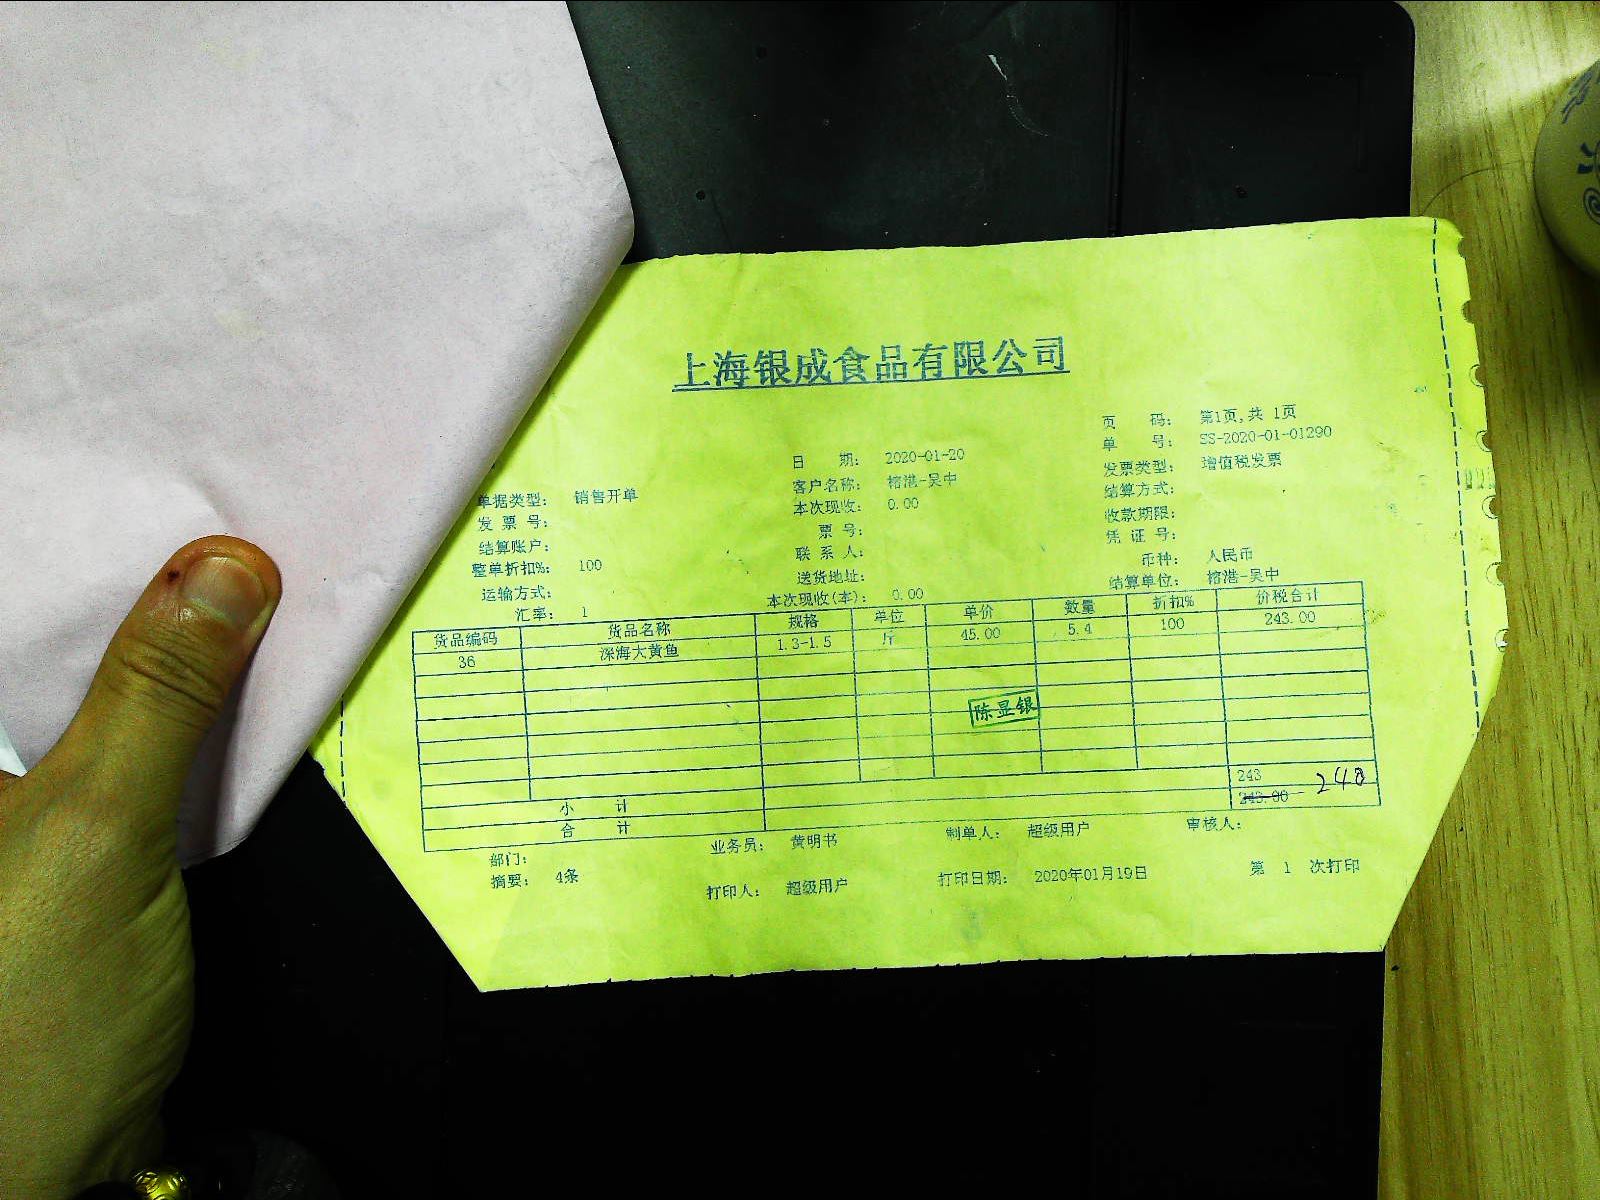 上海银成食品有限公司
页 码: 第1页,共 1页
日 期: 2020-01-20 单 号: SS-2020-01-01290
单据类型: 销售开单 客户名称: 榕港-吴中 发票类型: 增值税发票
发 票 号: 本次现收: 0.00 结算方式:
结算账户: 票 号: 收款期限:
整单折扣%: 100 联 系 人: 凭 证 号:
运输方式: 送货地址: 币种: 人民币
汇率: 1 本次现收(本): 0.00 结算单位: 榕港-吴中
货品编码 货品名称 规格 单位 单价 数量 折扣% 价税合计
36 深海大黄鱼 1.3-1.5 斤 45.00 5.4 100 243.00
陈显银
小 计 243
合 计 243.00 240
部门: 业务员: 黄明书 制单人: 超级用户 审核人:
摘要: 4条 打印人: 超级用户 打印日期: 2020年01月19日 第 1 次打印